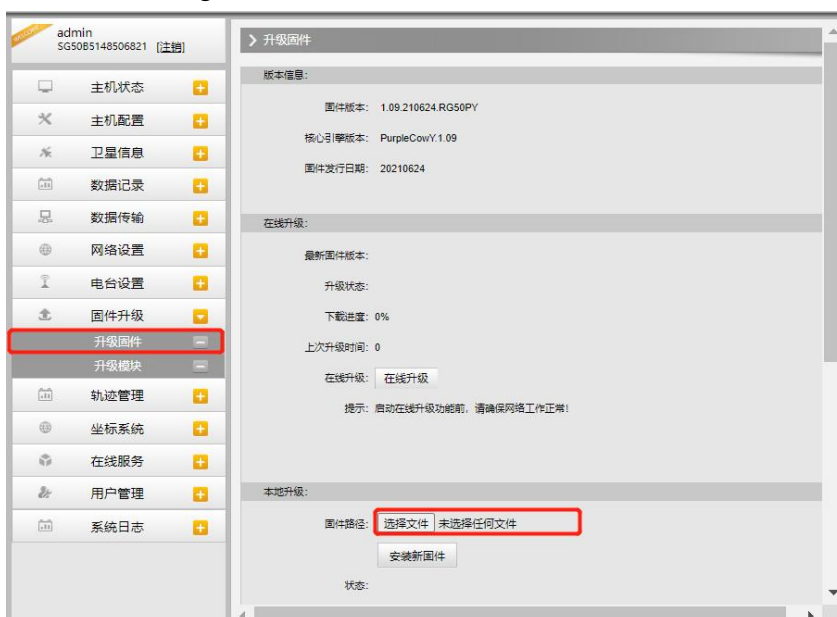 admin
SG50B5148506821 [注销]
主机状态
主机配置
卫星信息
数据记录
数据传输
网络设置
电台设置
固件升级
升级固件
升级模块
轨迹管理
坐标系统
在线服务
用户管理
系统日志
升级固件
版本信息:
固件版本: 1.09.210624.RG50PY
核心引擎版本: PurpleCowY.1.09
固件发行日期: 20210624
在线升级:
最新固件版本:
升级状态:
下载进度: 0%
上次升级时间: 0
在线升级: 在线升级
提示: 启动在线升级功能前，请确保网络工作正常!
本地升级:
固件路径: 选择文件 未选择任何文件
安装新固件
状态: